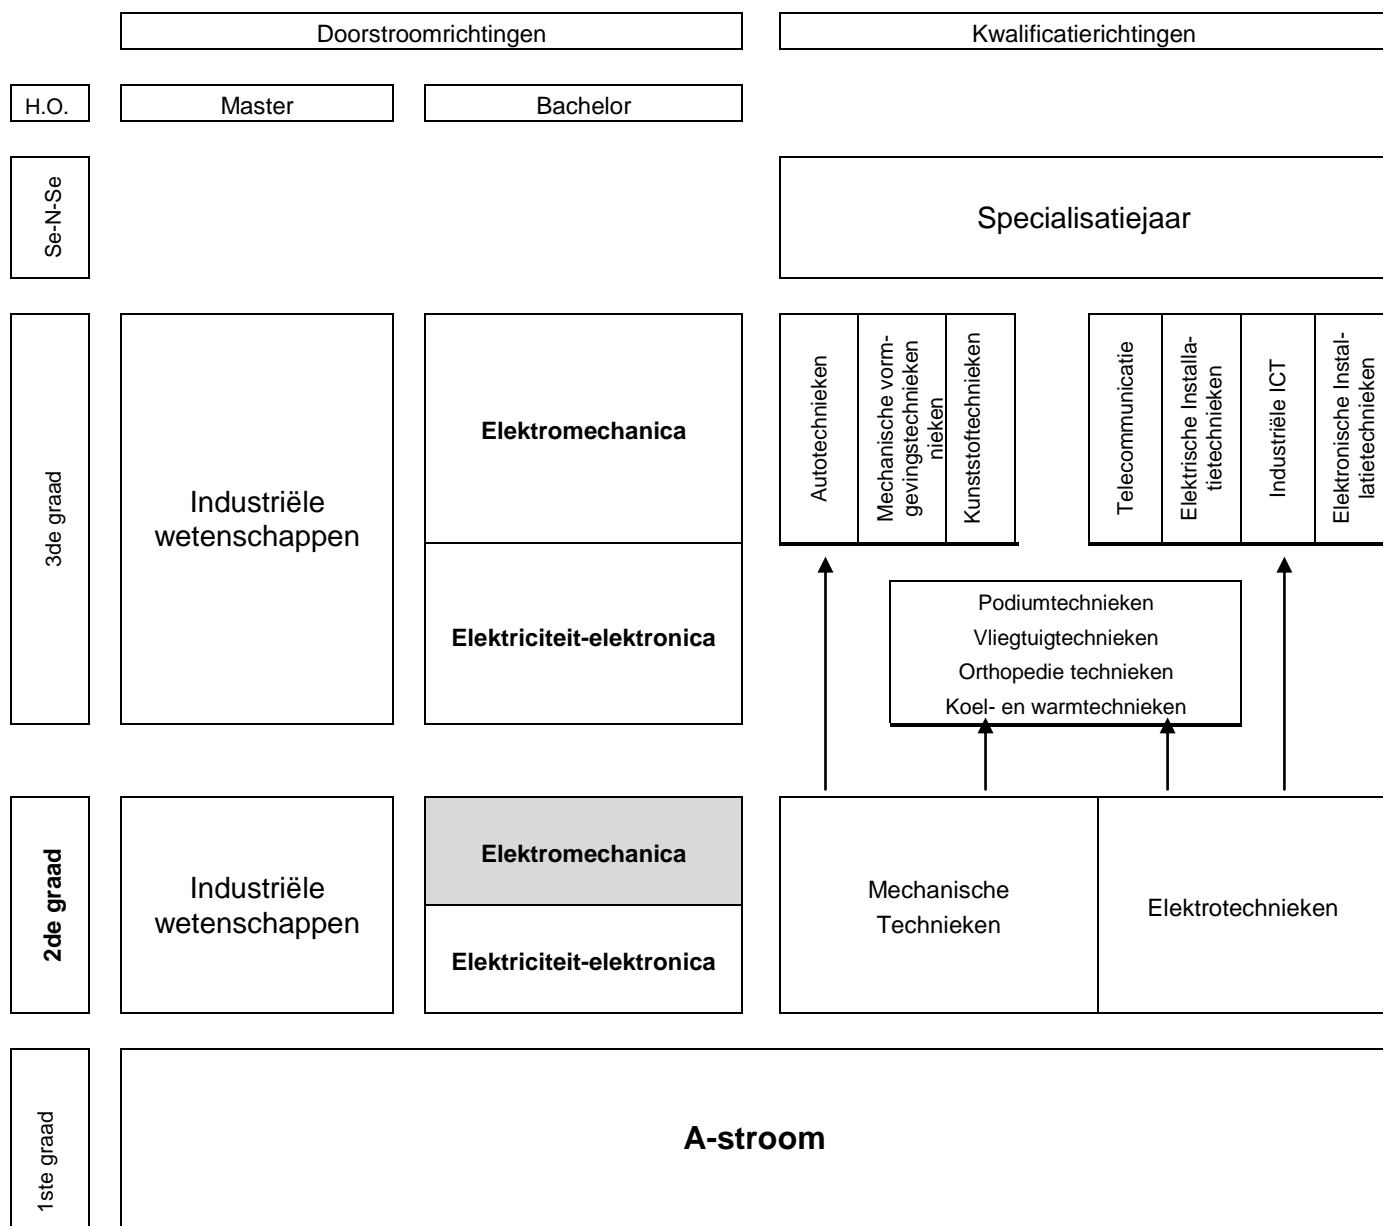 Doorstroomrichtingen
Kwalificatierichtingen
H.O.
Master
Bachelor
Se-N-Se
Specialisatiejaar
3de graad
Industriële
wetenschappen
Elektromechanica
Elektriciteit-elektronica
Autotechnieken
Mechanische vorm-
gevingstechnieken
nieken
Kunststoftechnieken
Telecommunicatie
Elektrische Installa-
tietechnieken
Industriële ICT
Elektronische Instal-
latietechnieken
Podiumtechnieken
Vliegtuigtechnieken
Orthopedie technieken
Koel- en warmtechnieken
2de graad
Industriële
wetenschappen
Elektromechanica
Elektriciteit-elektronica
Mechanische
Technieken
Elektrotechnieken
1ste graad
A-stroom